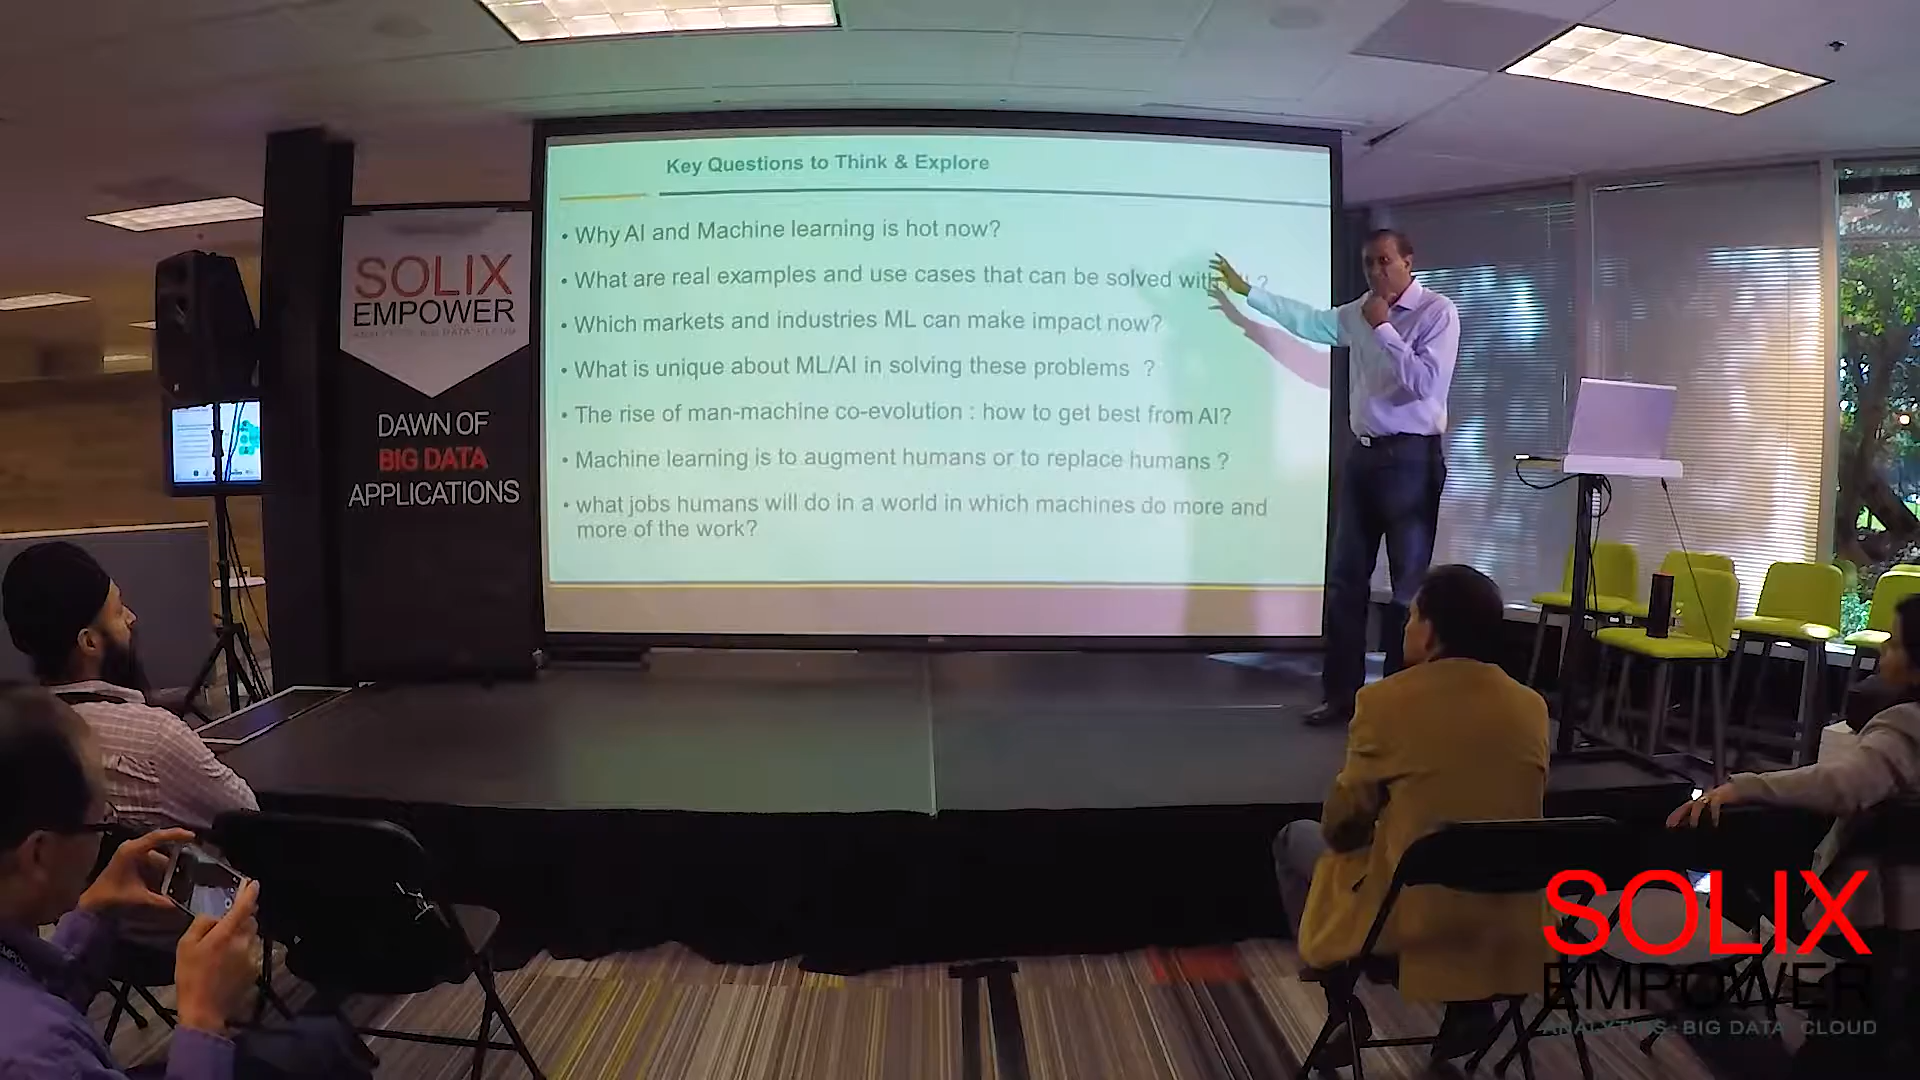 Key Questions to Think & Explore
• Why AI and Machine learning is hot now?
• What are real examples and use cases that can be solved with ?
• Which markets and industries ML can make impact now?
• What is unique about ML/AI in solving these problems ?
• The rise of man-machine co-evolution : how to get best from AI?
• Machine learning is to augment humans or to replace humans ?
• what jobs humans will do in a world in which machines do more and
more of the work?
SOLIX
EMPOWER
ANALYTICS·BIG DATA·CLOUD
DAWN OF
BIG DATA
APPLICATIONS
SOLIX
EMPOWER
ANALYTICS·BIG DATA·CLOUD